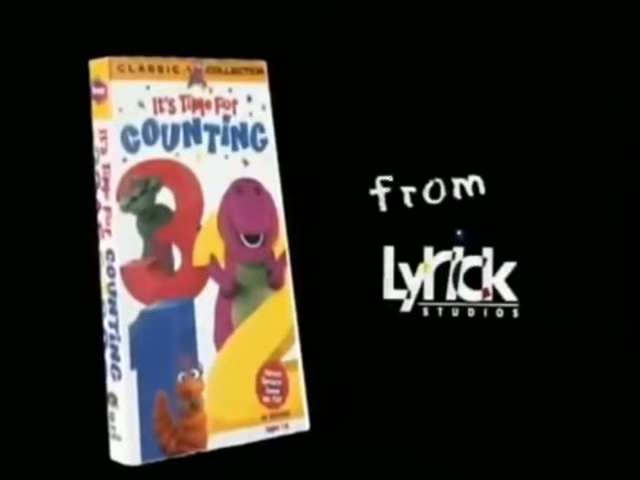 CLASSIC COLLECTION
It's Time For
COUNTING
3
1
2
It's Time For COUNTING
from
Lyrick
STUDIOS